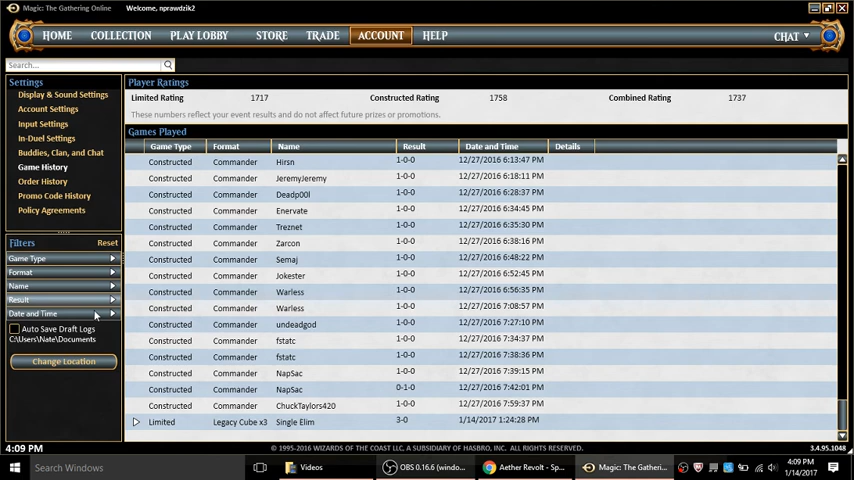 Magic: The Gathering Online Welcome, nprawdzik2
HOME COLLECTION PLAY LOBBY STORE TRADE ACCOUNT HELP CHAT
Search...
Settings
Display & Sound Settings
Account Settings
Input Settings
In-Duel Settings
Buddies, Clan, and Chat
Game History
Order History
Promo Code History
Policy Agreements
Filters Reset
Game Type
Format
Name
Result
Date and Time
Auto Save Draft Logs
C:\Users\Nate\Documents
Change Location
Player Ratings
Limited Rating 1717 Constructed Rating 1758 Combined Rating 1737
These numbers reflect your event results and do not affect future prizes or promotions.
Games Played
Game Type Format Name Result Date and Time Details
Constructed Commander Hirsn 1-0-0 12/27/2016 6:13:47 PM
Constructed Commander JeremyJeremy 1-0-0 12/27/2016 6:18:11 PM
Constructed Commander Deadp00l 1-0-0 12/27/2016 6:28:37 PM
Constructed Commander Enervate 1-0-0 12/27/2016 6:34:45 PM
Constructed Commander Treznet 1-0-0 12/27/2016 6:35:30 PM
Constructed Commander Zarcon 1-0-0 12/27/2016 6:38:16 PM
Constructed Commander Semaj 1-0-0 12/27/2016 6:48:22 PM
Constructed Commander Jokester 1-0-0 12/27/2016 6:52:45 PM
Constructed Commander Warless 1-0-0 12/27/2016 6:57:10 PM
Constructed Commander Warless 1-0-0 12/27/2016 7:08:57 PM
Constructed Commander undeadgod 1-0-0 12/27/2016 7:27:10 PM
Constructed Commander fstatc 1-0-0 12/27/2016 7:34:37 PM
Constructed Commander fstatc 1-0-0 12/27/2016 7:38:36 PM
Constructed Commander NapSac 1-0-0 12/27/2016 7:39:15 PM
Constructed Commander NapSac 0-1-0 12/27/2016 7:42:01 PM
Constructed Commander ChuckTaylors420 1-0-0 12/27/2016 7:59:37 PM
Limited Legacy Cube x3 Single Elim 3-0 1/14/2017 1:24:28 PM
4:09 PM © 1995-2016 WIZARDS OF THE COAST LLC, A SUBSIDIARY OF HASBRO, INC. ALL RIGHTS RESERVED. 3.4.95.1048
Search Windows Videos OBS 0.16.6 (windo... Aether Revolt - Sp... Magic: The Gatheri... 4:09 PM
1/14/2017